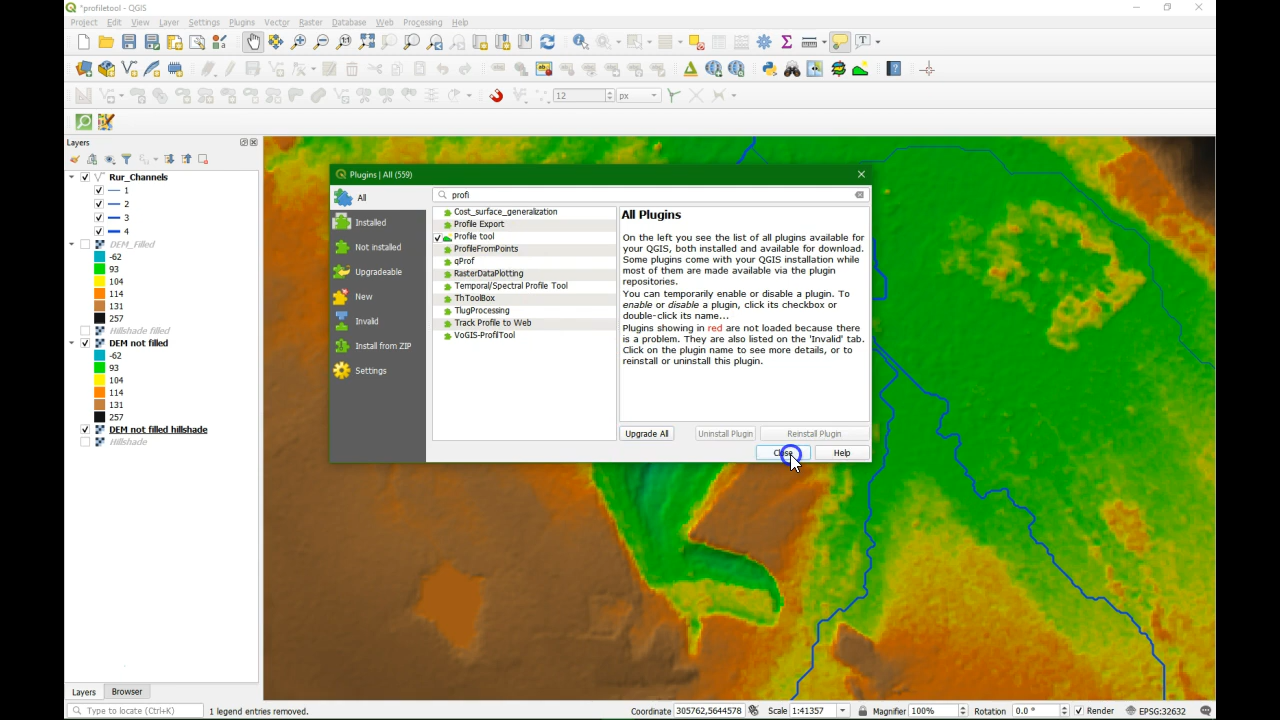 *profiletool - QGIS
Project Edit View Layer Settings Plugins Vector Raster Database Web Processing Help
12 px
Layers
Rur_Channels
1
2
3
4
DEM_Filled
-62
93
104
114
131
257
Hillshade filled
DEM not filled
-62
93
104
114
131
257
DEM not filled hillshade
Hillshade
Plugins | All (559)
All
Installed
Not installed
Upgradeable
New
Invalid
Install from ZIP
Settings
profi
Cost_surface_generalization
Profile Export
Profile tool
ProfileFromPoints
qProf
RasterDataPlotting
Temporal/Spectral Profile Tool
ThToolBox
TlugProcessing
Track Profile to Web
VoGIS-ProfilTool
All Plugins
On the left you see the list of all plugins available for
your QGIS, both installed and available for download.
Some plugins come with your QGIS installation while
most of them are made available via the plugin
repositories.
You can temporarily enable or disable a plugin. To
enable or disable a plugin, click its checkbox or
double-click its name...
Plugins showing in red are not loaded because there
is a problem. They are also listed on the 'Invalid' tab.
Click on the plugin name to see more details, or to
reinstall or uninstall this plugin.
Upgrade All Uninstall Plugin Reinstall Plugin
Close Help
Layers Browser
Type to locate (Ctrl+K) 1 legend entries removed. Coordinate 305762,5644578 Scale 1:41357 Magnifier 100% Rotation 0.0 ° Render EPSG:32632